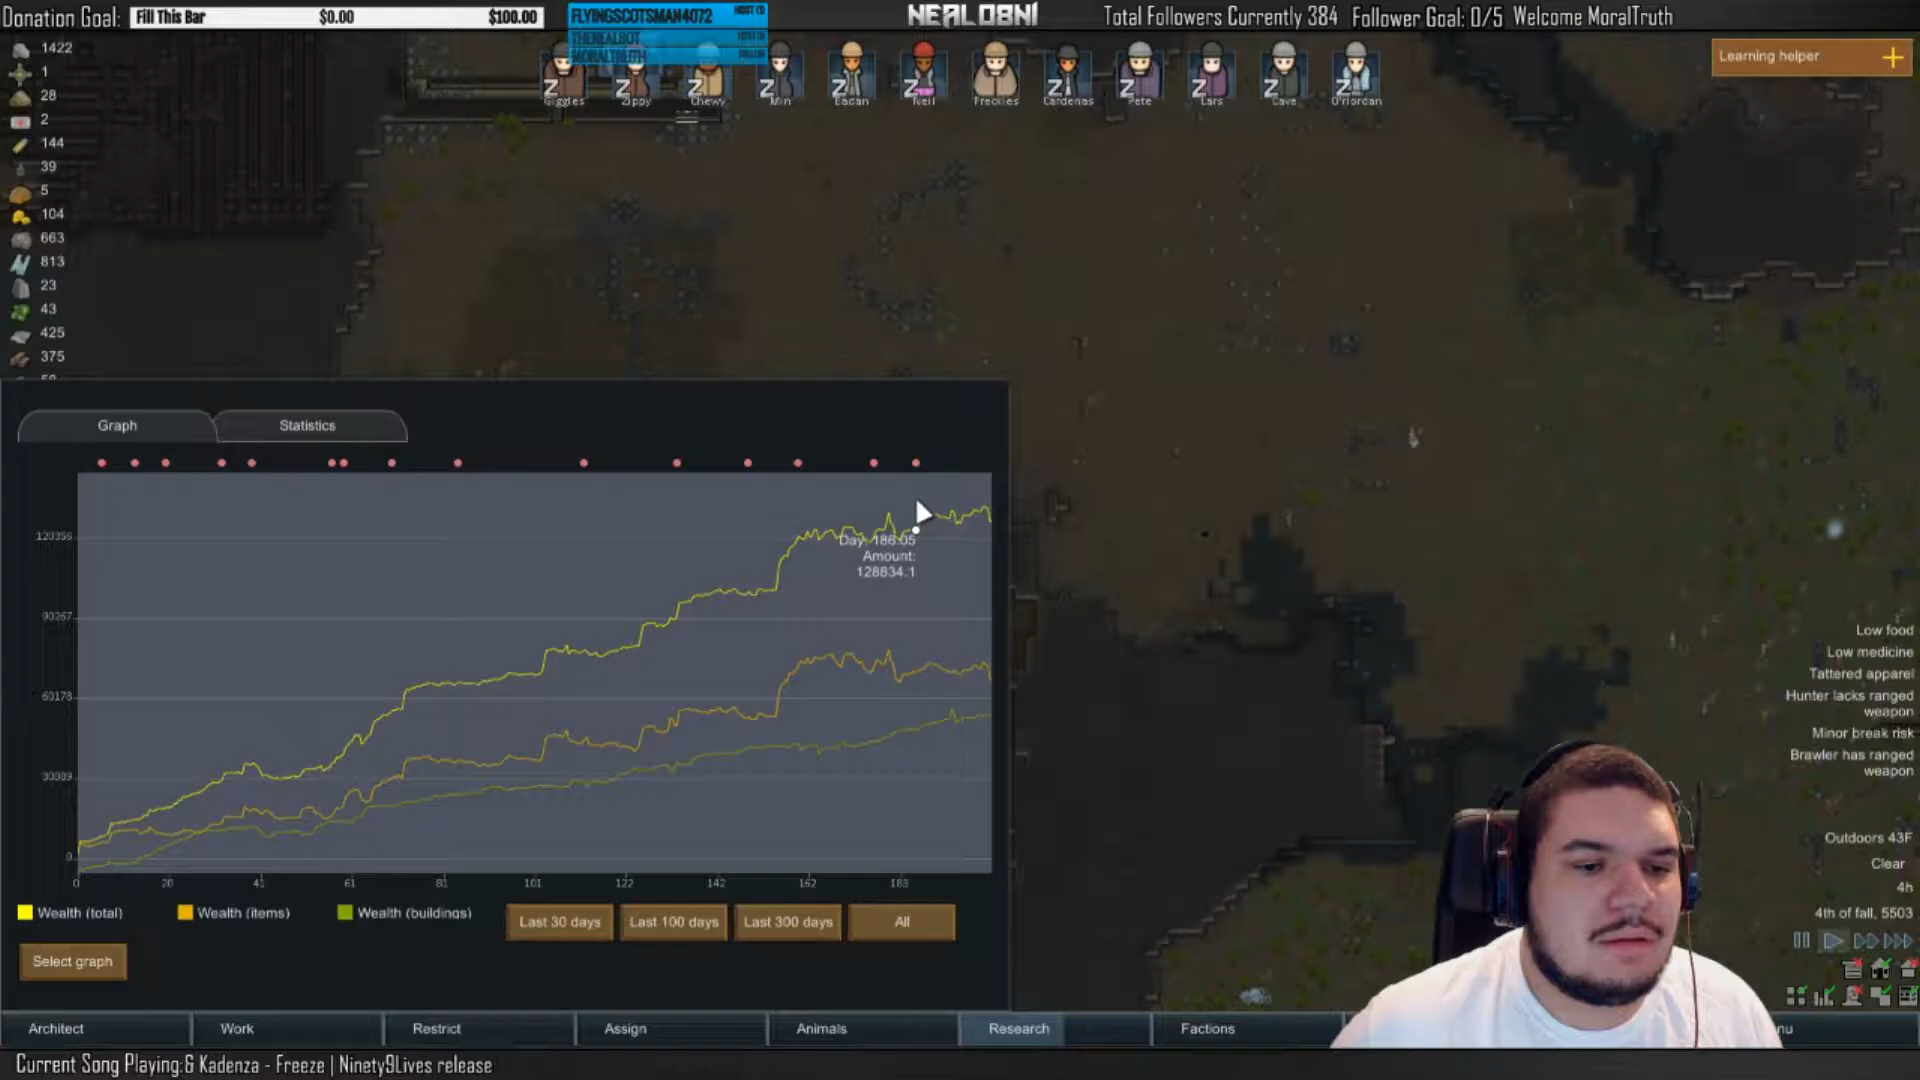 Donation Goal: Fill This Bar $0.00 $100.00
FLYINGSCOTSMAN4072
THEREALBOT
MORALTRUTH
NEALOBNI
Total Followers Currently 384 Follower Goal: 0/5 Welcome MoralTruth
Learning helper
Giggles Zippy Chewy Min Eadan Neil Freckles Cardenas Pete Lars Cave O'riordan
1422
1
28
2
144
39
5
104
663
813
23
43
425
375
Graph Statistics
120356
90267
60178
30089
0
Day: 186.05
Amount:
128834.1
0 20 41 61 81 101 122 142 162 183
Wealth (total) Wealth (items) Wealth (buildings)
Last 30 days Last 100 days Last 300 days All
Select graph
Low food
Low medicine
Tattered apparel
Hunter lacks ranged
weapon
Minor break risk
Brawler has ranged
weapon
Outdoors 43F
Clear
4h
4th of fall, 5503
Architect Work Restrict Assign Animals Research Factions nu
Current Song Playing:& Kadenza - Freeze | Ninety9Lives release